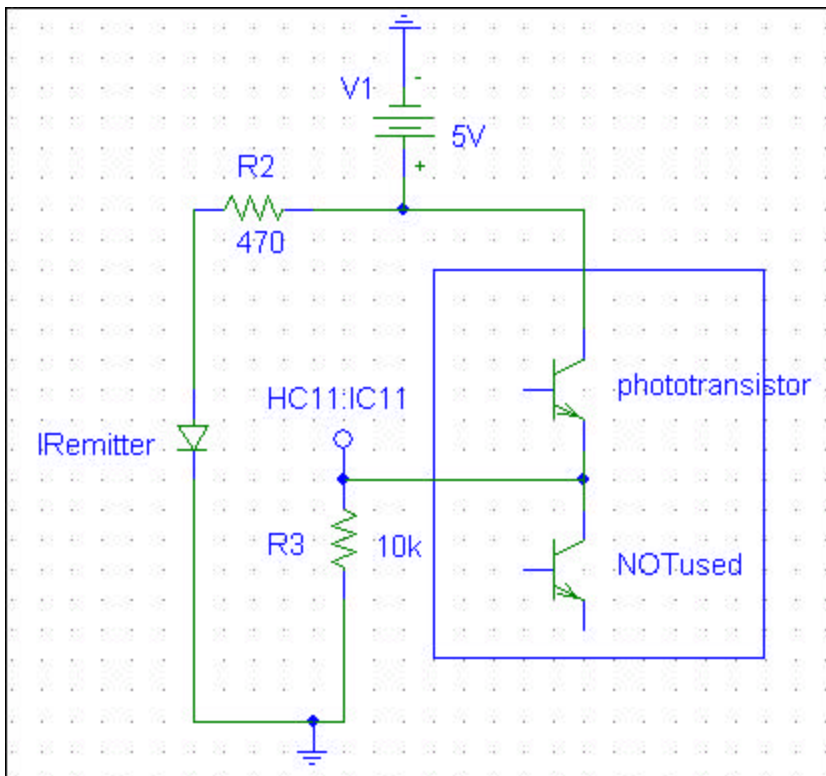 -
V1
5V
+
R2
470
phototransistor
HC11:IC11
IRemitter
R3
10k
NOTused